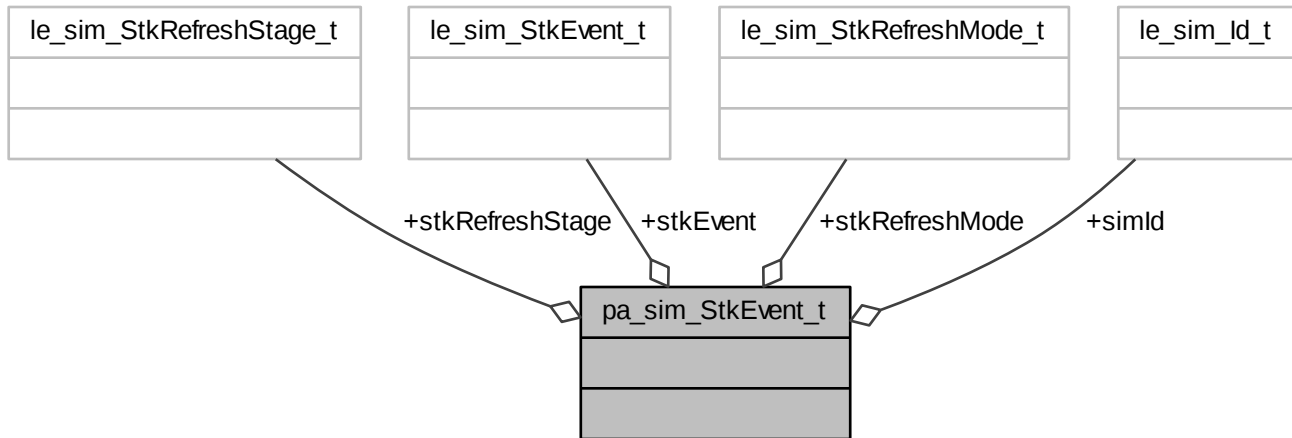 le_sim_StkRefreshStage_t
le_sim_StkEvent_t
le_sim_StkRefreshMode_t
le_sim_Id_t
+stkRefreshStage
+stkEvent
+stkRefreshMode
+simId
pa_sim_StkEvent_t